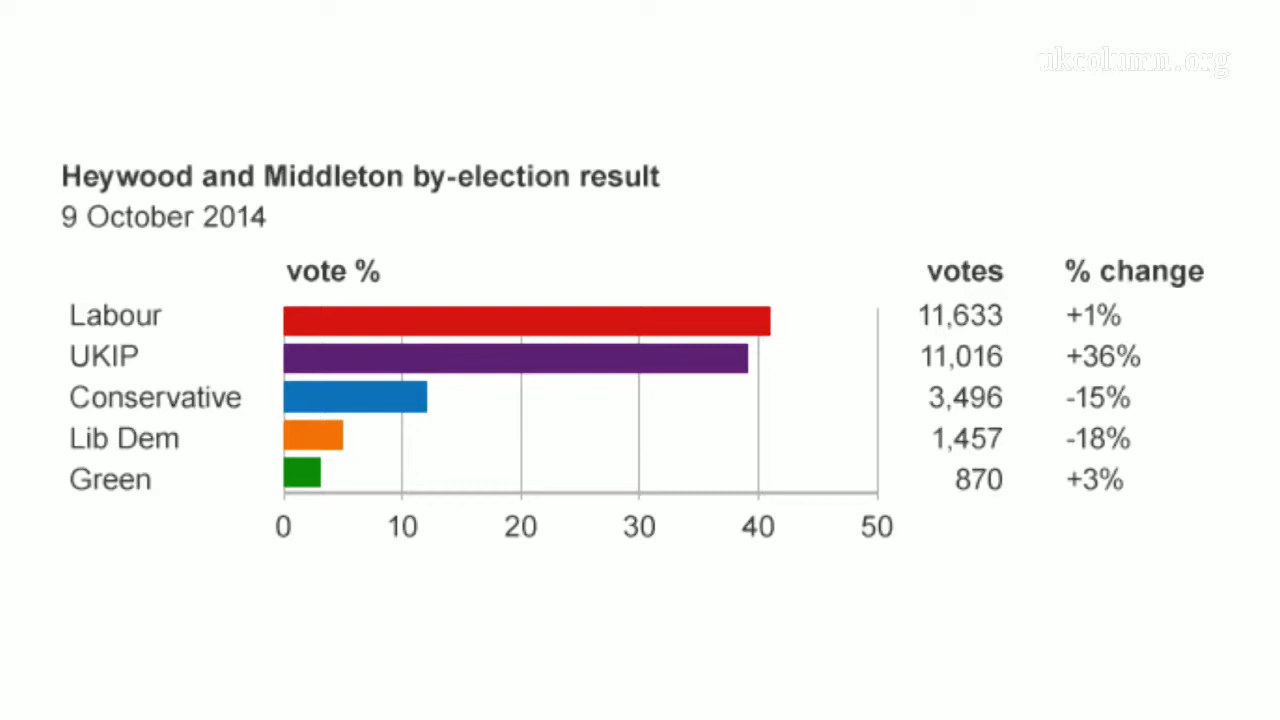 ukcolumn.org
Heywood and Middleton by-election result
9 October 2014
vote % votes % change
Labour 11,633 +1%
UKIP 11,016 +36%
Conservative 3,496 -15%
Lib Dem 1,457 -18%
Green 870 +3%
0 10 20 30 40 50